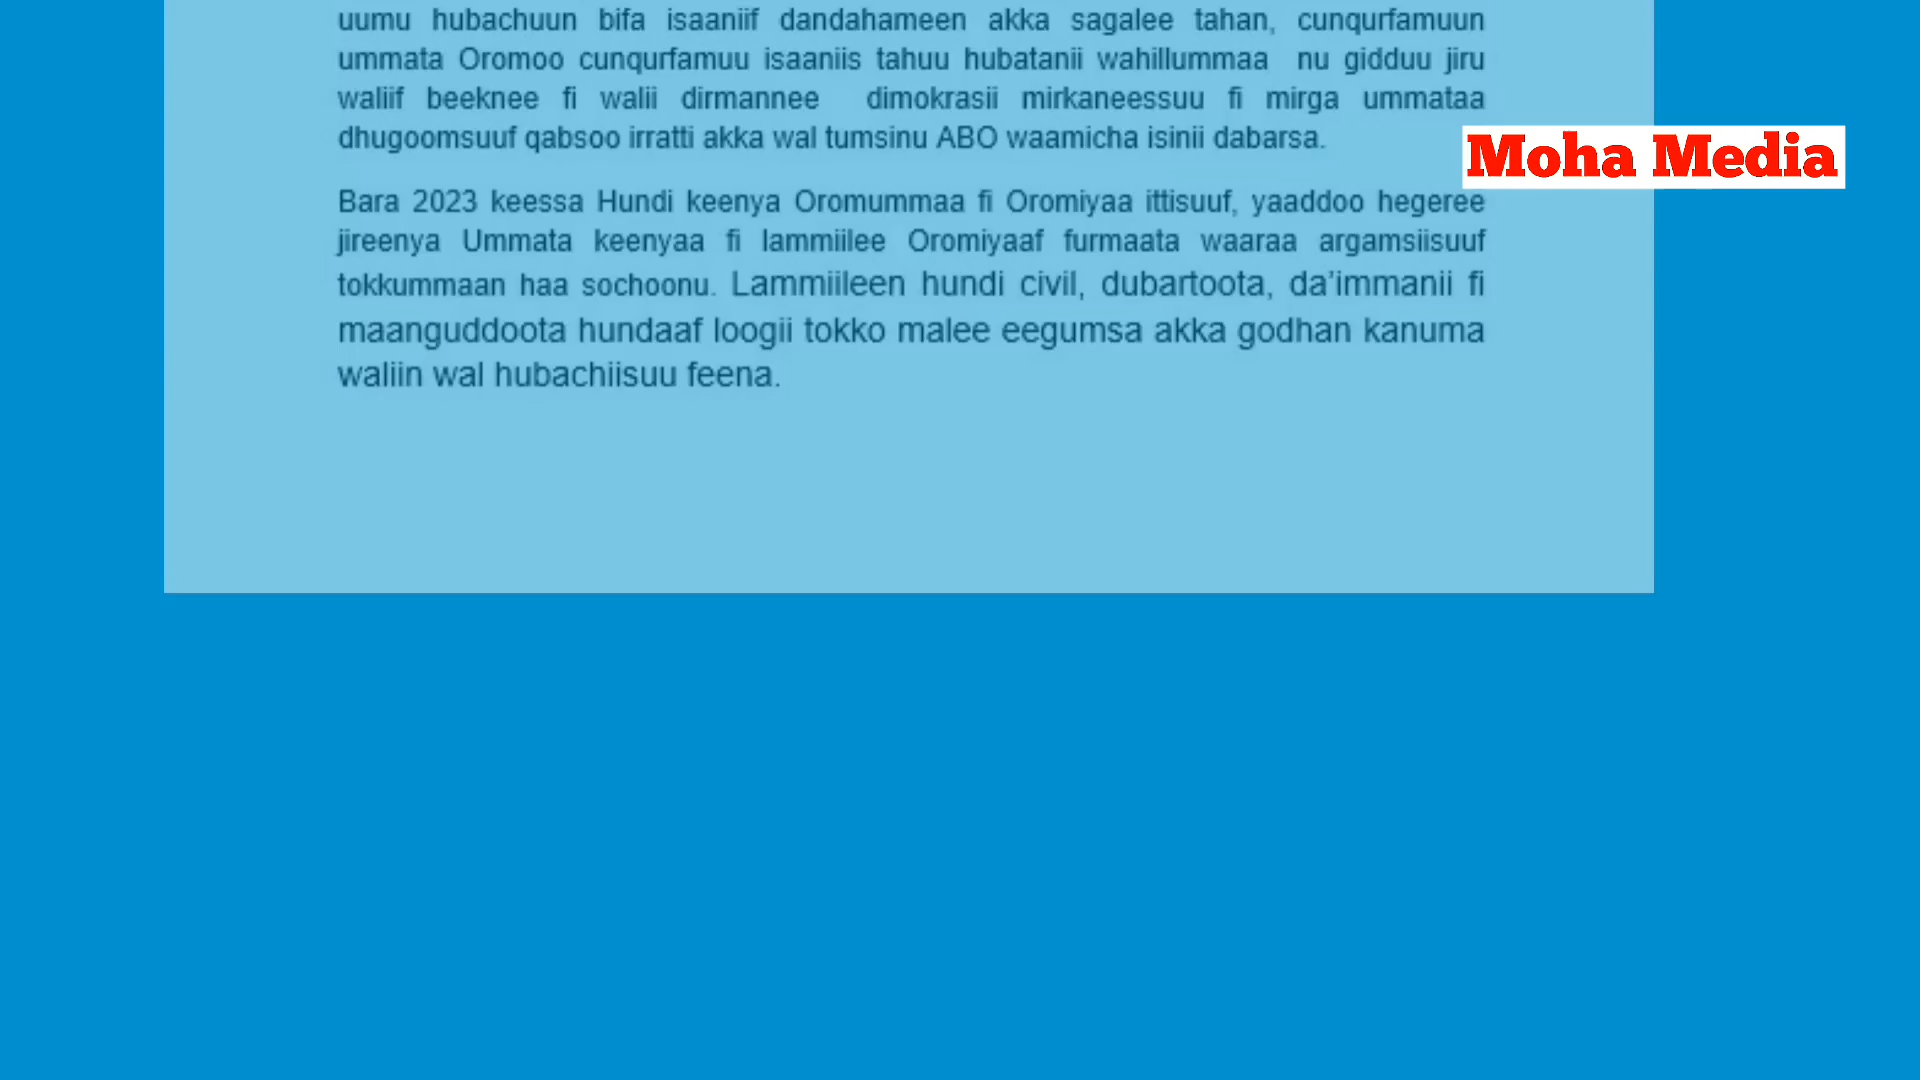 uumu hubachuun bifa isaaniif dandahameen akka sagalee tahan, cunqurfamuun
ummata Oromoo cunqurfamuu isaaniis tahuu hubatanii wahillummaa nu gidduu jiru
waliif beeknee fi walii dirmannee dimokrasii mirkaneessuu fi mirga ummataa
dhugoomsuuf qabsoo irratti akka wal tumsinu ABO waamicha isinii dabarsa.
Moha Media
Bara 2023 keessa Hundi keenya Oromummaa fi Oromiyaa ittisuuf, yaaddoo hegeree
jireenya Ummata keenyaa fi lammiilee Oromiyaaf furmaata waaraa argamsiisuuf
tokkummaan haa sochoonu. Lammiileen hundi civil, dubartoota, da'immanii fi
maanguddoota hundaaf loogii tokko malee eegumsa akka godhan kanuma
waliin wal hubachiisuu feena.